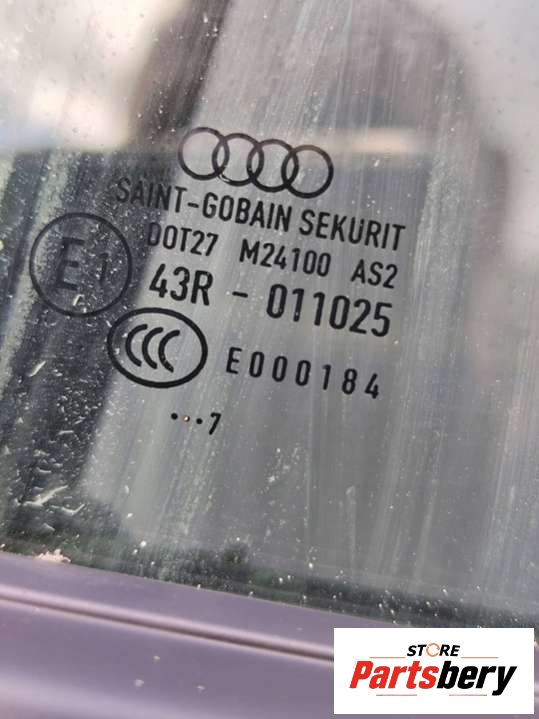 SAINT-GOBAIN SEKURIT
DOT27 M24100 AS2
E1
43R - 011025
CCC
E000184
•••7
STORE
Partsbery